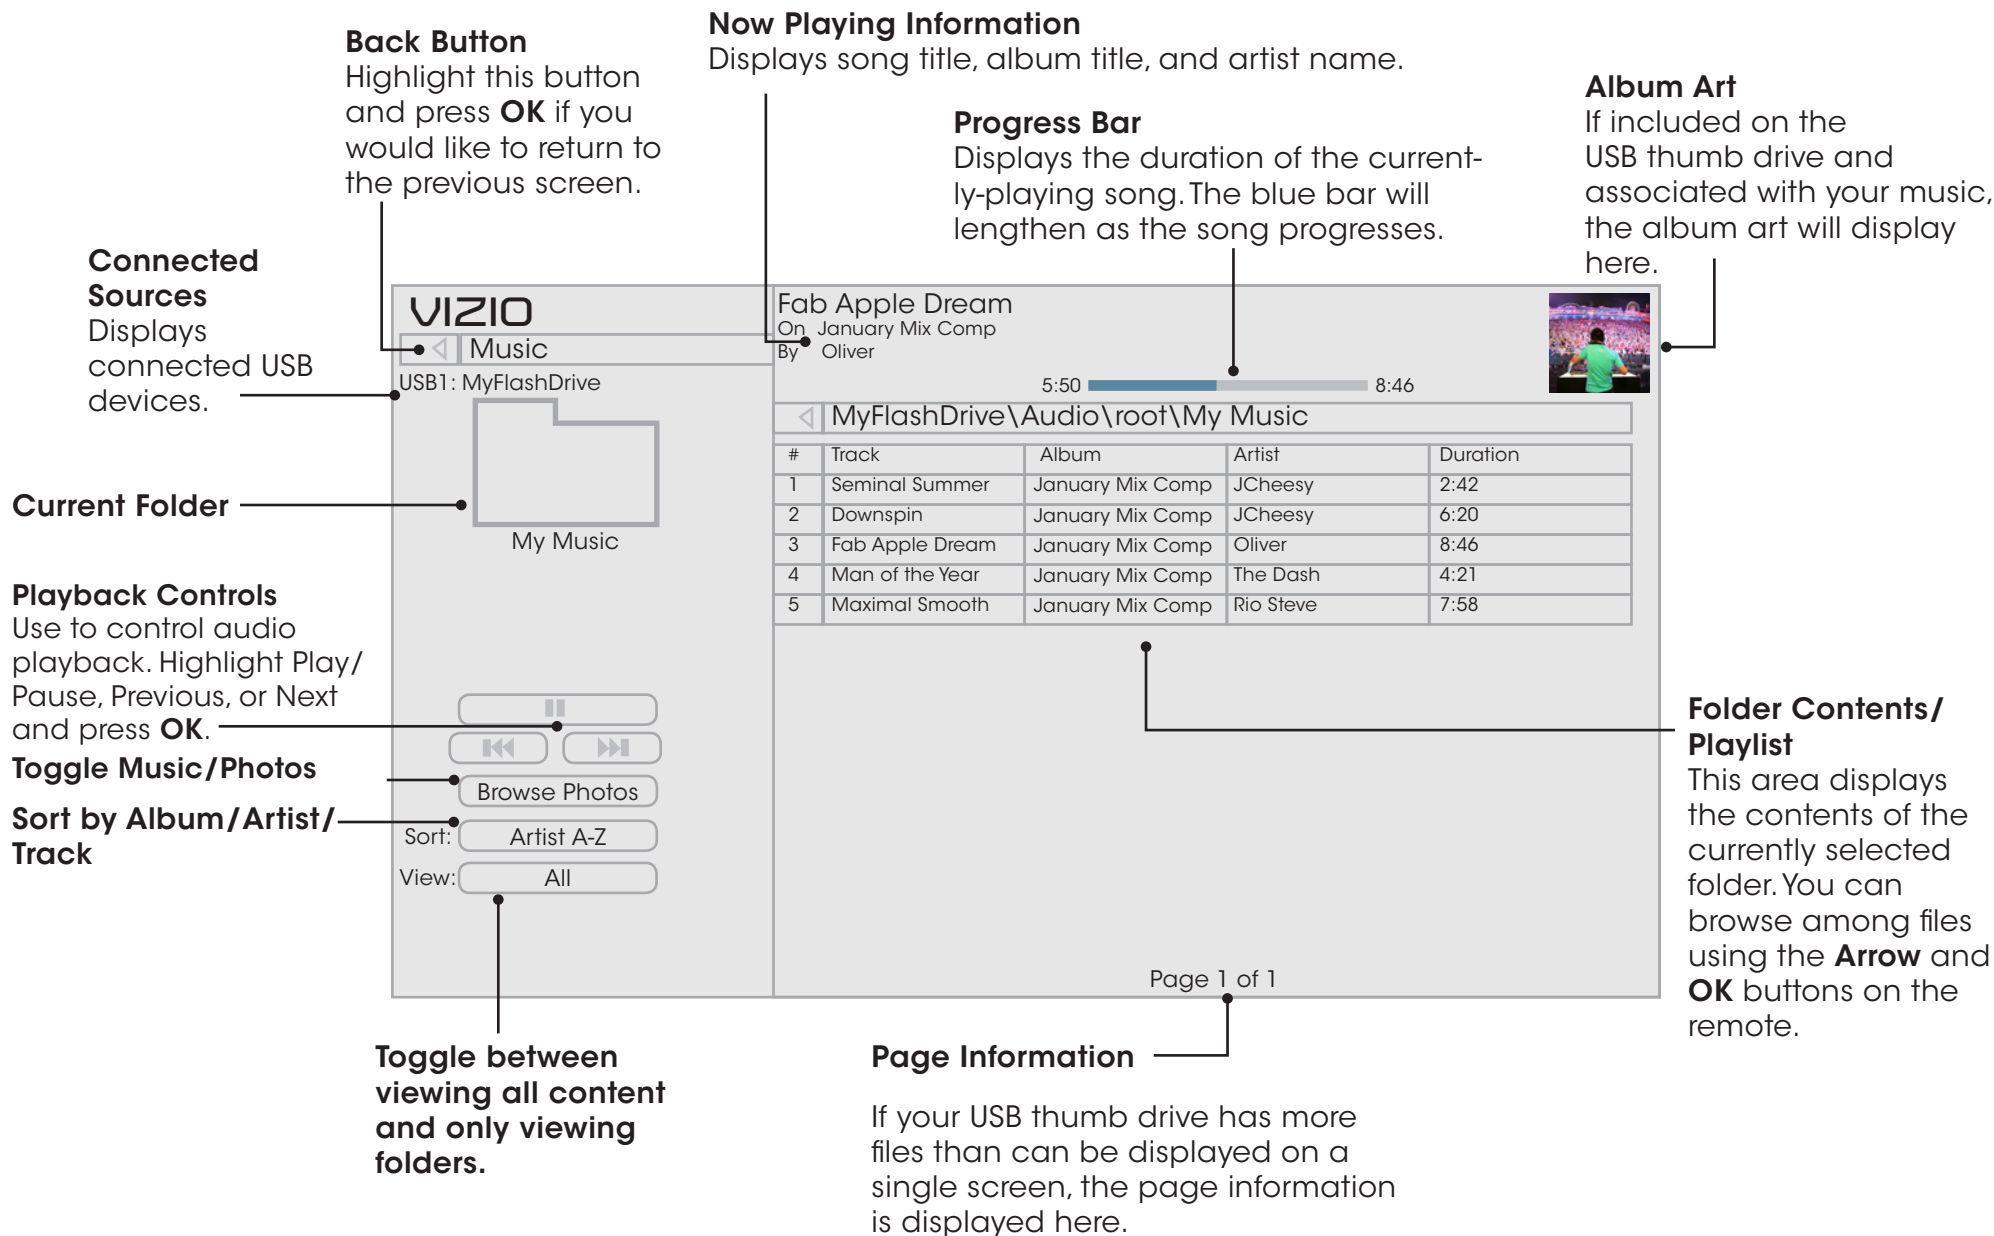 Now Playing Information
Displays song title, album title, and artist name.
Back Button
Highlight this button
and press OK if you
would like to return to
the previous screen.
Album Art
If included on the
USB thumb drive and
associated with your music,
the album art will display
here.
Progress Bar
Displays the duration of the current-
ly-playing song. The blue bar will
lengthen as the song progresses.
Connected
Sources
Displays
connected USB
devices.
VIZIO
Music
USB1: MyFlashDrive
My Music
Fab Apple Dream
On January Mix Comp
By Oliver
5:50 8:46
MyFlashDrive\Audio\root\My Music
# Track Album Artist Duration
1 Seminal Summer January Mix Comp JCheesy 2:42
2 Downspin January Mix Comp JCheesy 6:20
3 Fab Apple Dream January Mix Comp Oliver 8:46
4 Man of the Year January Mix Comp The Dash 4:21
5 Maximal Smooth January Mix Comp Rio Steve 7:58
Current Folder
Playback Controls
Use to control audio
playback. Highlight Play/
Pause, Previous, or Next
and press OK.
Toggle Music/Photos
Browse Photos
Sort by Album/Artist/
Track
Sort: Artist A-Z
View: All
Folder Contents/
Playlist
This area displays
the contents of the
currently selected
folder. You can
browse among files
using the Arrow and
OK buttons on the
remote.
Page 1 of 1
Toggle between
viewing all content
and only viewing
folders.
Page Information
If your USB thumb drive has more
files than can be displayed on a
single screen, the page information
is displayed here.